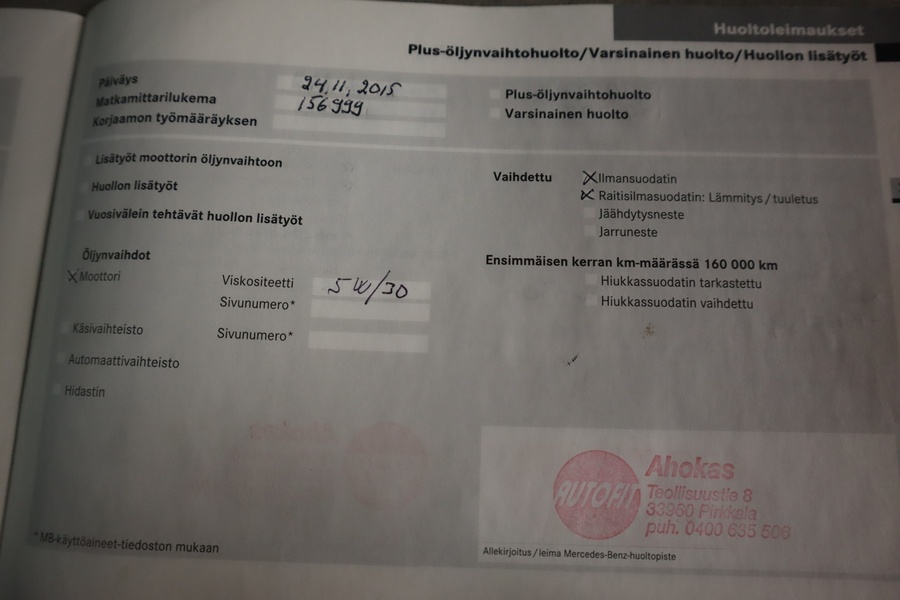 Huoltoleimaukset
Plus-öljynvaihtohuolto/Varsinainen huolto/Huollon lisätyöt
Päiväys 24.11.2015
Matkamittarilukema 156999
Korjaamon työmääräyksen
Plus-öljynvaihtohuolto
Varsinainen huolto
Lisätyöt moottorin öljynvaihtoon
Huollon lisätyöt
Vuosivälein tehtävät huollon lisätyöt
Vaihdettu
Ilmansuodatin
Raitisilmasuodatin: Lämmitys/tuuletus
Jäähdytysneste
Jarruneste
Öljynvaihdot
Moottori
Viskositeetti 5W/30
Sivunumero*
Käsivaihteisto
Sivunumero*
Automaattivaihteisto
Hidastin
Ensimmäisen kerran km-määrässä 160 000 km
Hiukkassuodatin tarkastettu
Hiukkassuodatin vaihdettu
AUTOFIT
Ahokas
Teollisuustie 8
33960 Pirkkala
puh. 0400 635 506
*MB-käyttöaineet-tiedoston mukaan
Allekirjoitus/leima Mercedes-Benz-huoltopiste